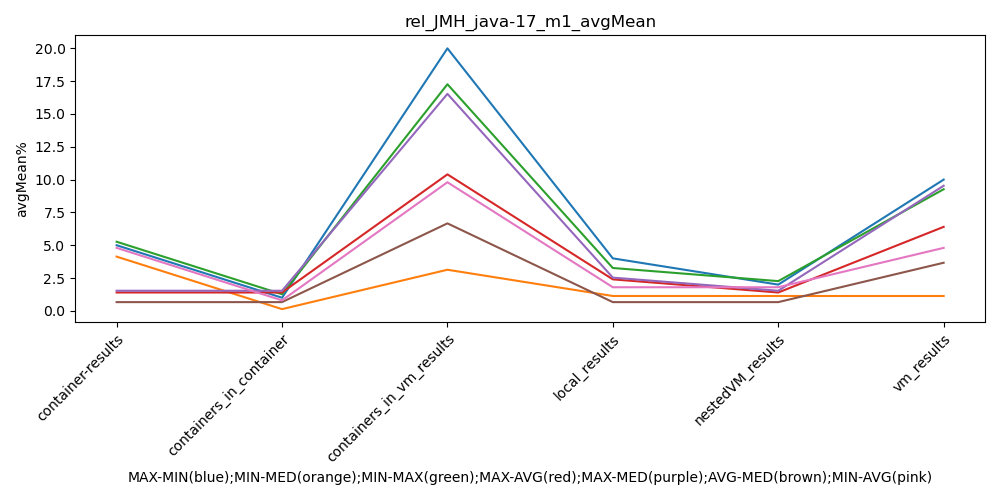 rel_JMH_java-17_m1_avgMean
avgMean%
20.0
17.5
15.0
12.5
10.0
7.5
5.0
2.5
0.0
container-results
containers_in_container
containers_in_vm_results
local_results
nestedVM_results
vm_results
MAX-MIN(blue);MIN-MED(orange);MIN-MAX(green);MAX-AVG(red);MAX-MED(purple);AVG-MED(brown);MIN-AVG(pink)